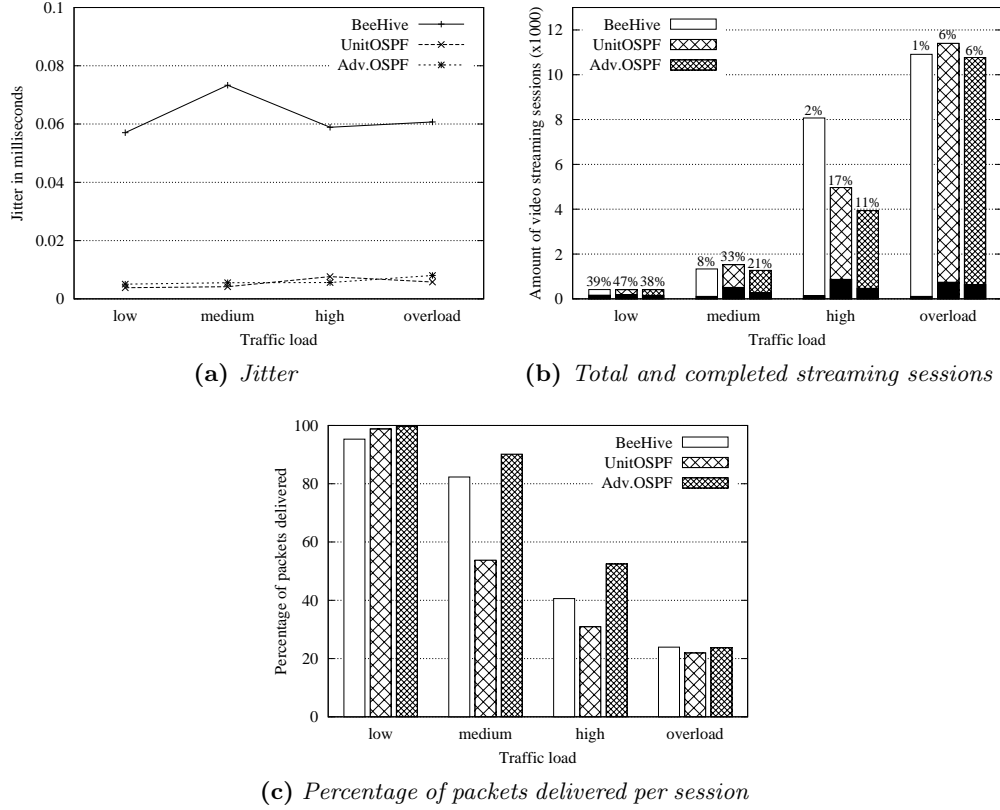 BeeHive
UnitOSPF
Adv.OSPF
0.1
0.08
0.06
0.04
0.02
0
Jitter in milliseconds
low medium high overload
Traffic load
(a) Jitter
BeeHive
UnitOSPF
Adv.OSPF
12
10
8
6
4
2
0
Amount of video streaming sessions (x1000)
39% 47% 38%
8% 33% 21%
2% 17% 11%
1% 6% 6%
low medium high overload
Traffic load
(b) Total and completed streaming sessions
BeeHive
UnitOSPF
Adv.OSPF
100
80
60
40
20
0
Percentage of packets delivered
low medium high overload
Traffic load
(c) Percentage of packets delivered per session